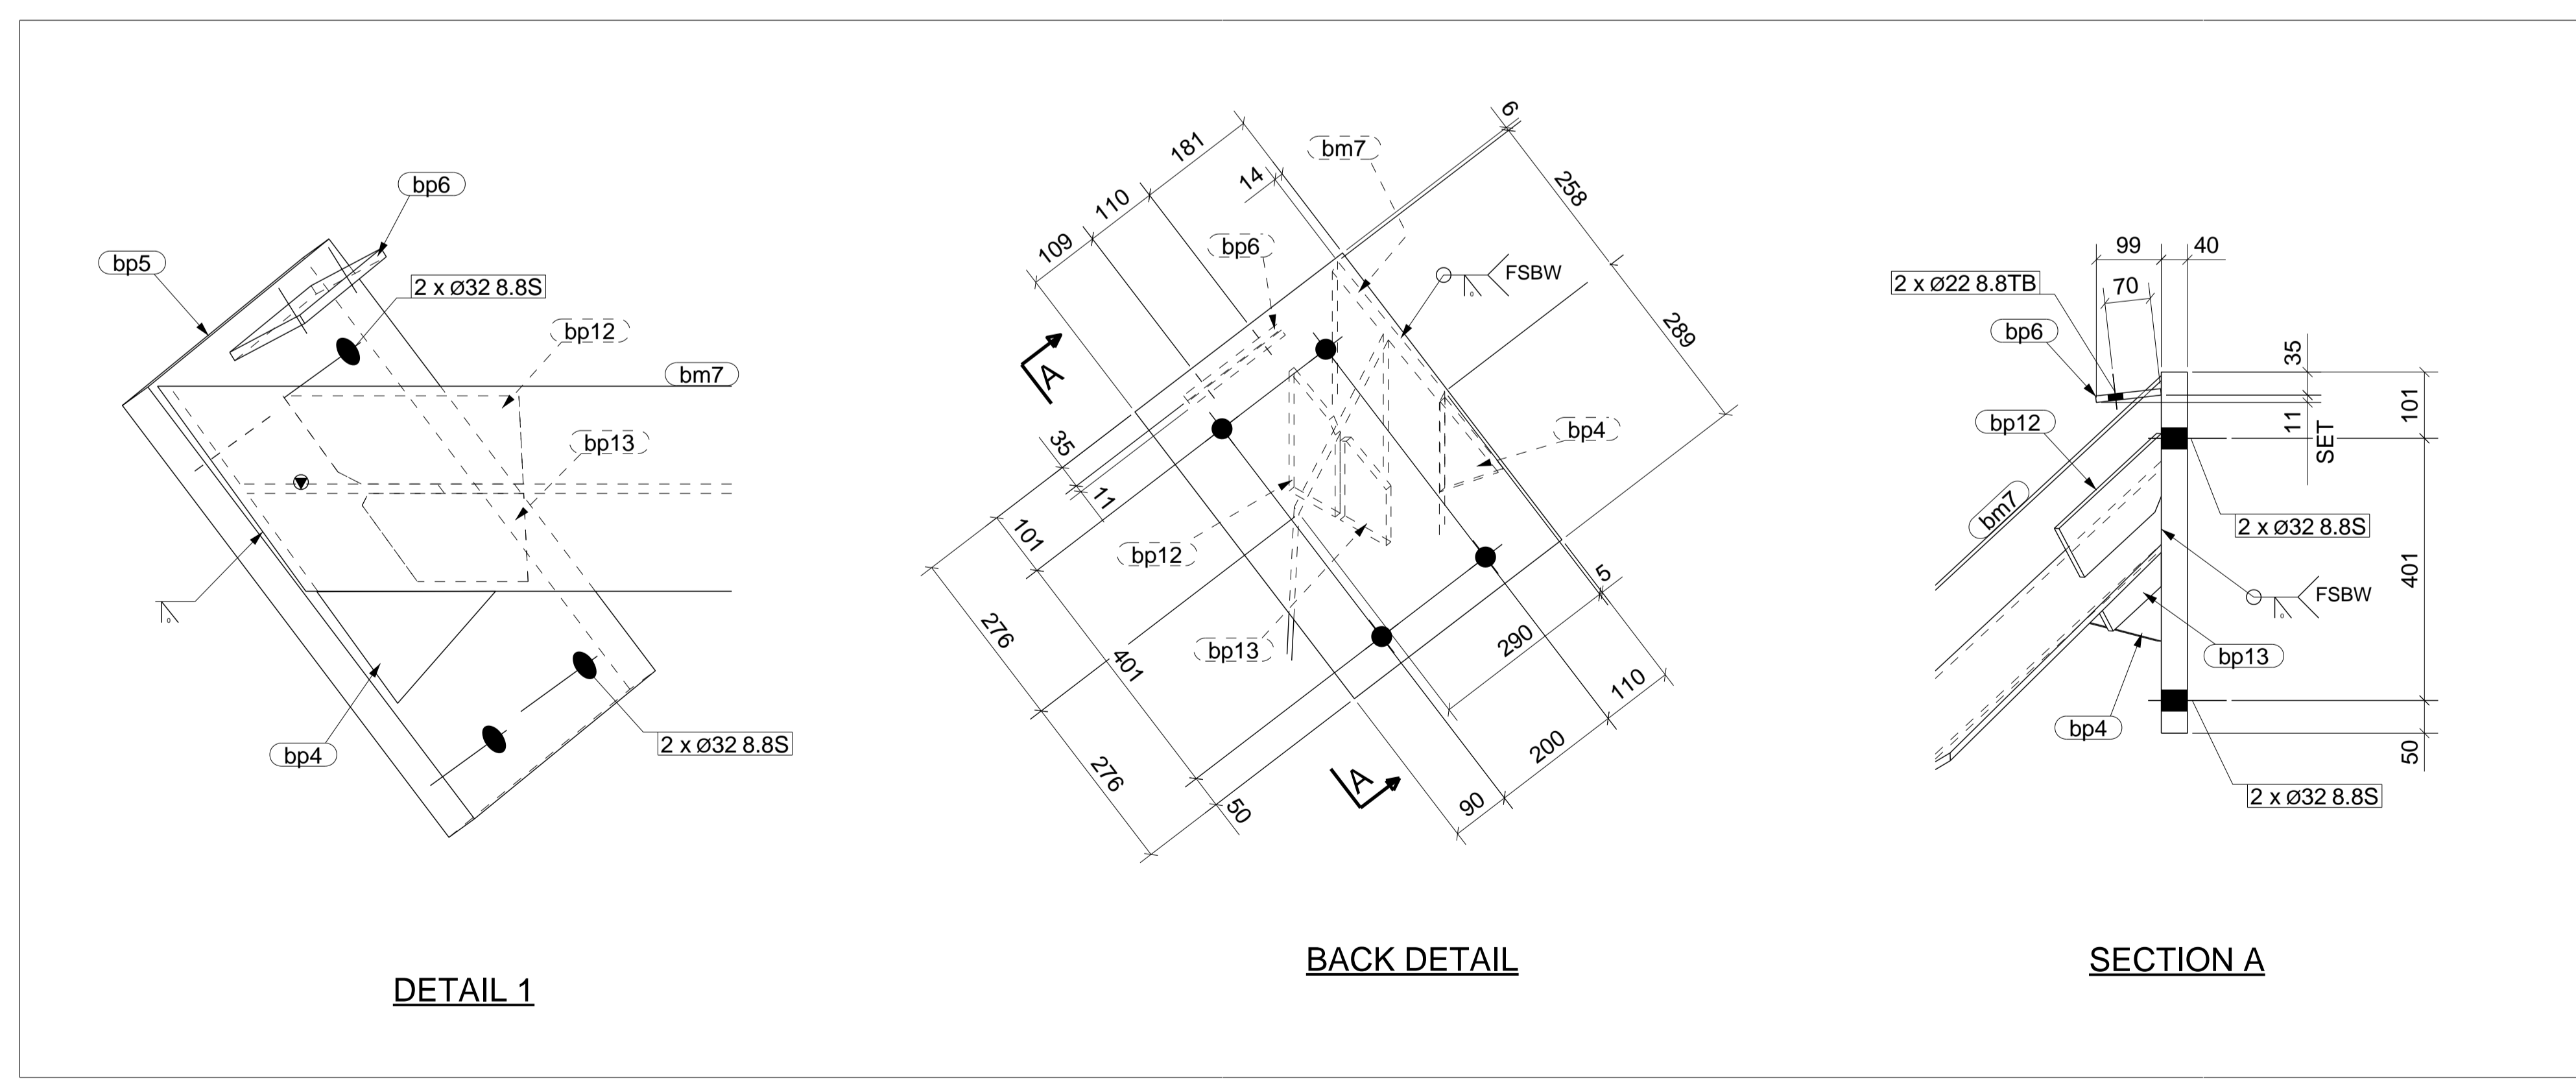 bp6
bp5
2 x Ø32 8.8S
bp12
bm7
bp13
0
bp4
2 x Ø32 8.8S
DETAIL 1
6
181
bm7
14
258
110
bp6
109
FSBW
0
289
A
bp4
35
11
101
bp12
5
276
bp13
290
401
110
200
276
A
90
50
BACK DETAIL
99
40
2 x Ø22 8.8TB
70
bp6
35
101
bp12
11
SET
bm7
2 x Ø32 8.8S
401
FSBW
0
bp13
bp4
50
2 x Ø32 8.8S
SECTION A